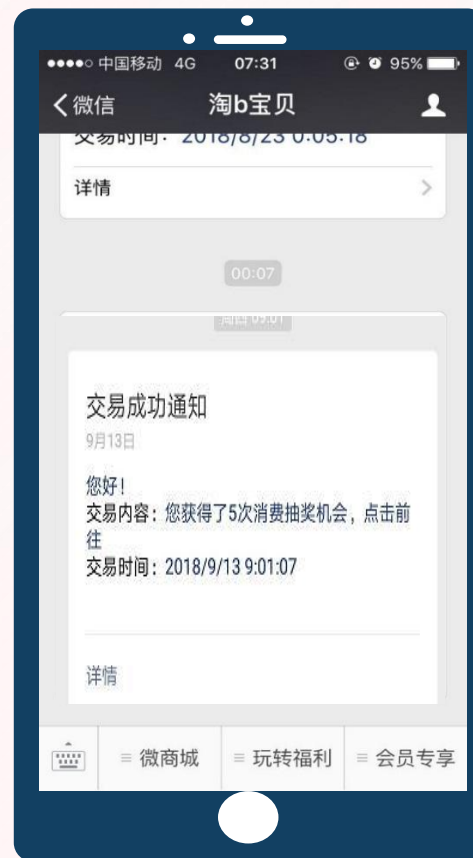 中国移动 4G 07:31 95%
微信 淘b宝贝
交易时间：2018/8/23 0:05:18
详情
00:07
周四 09:01
交易成功通知
9月13日
您好！
交易内容：您获得了5次消费抽奖机会，点击前
往
交易时间：2018/9/13 9:01:07
详情
微商城 玩转福利 会员专享